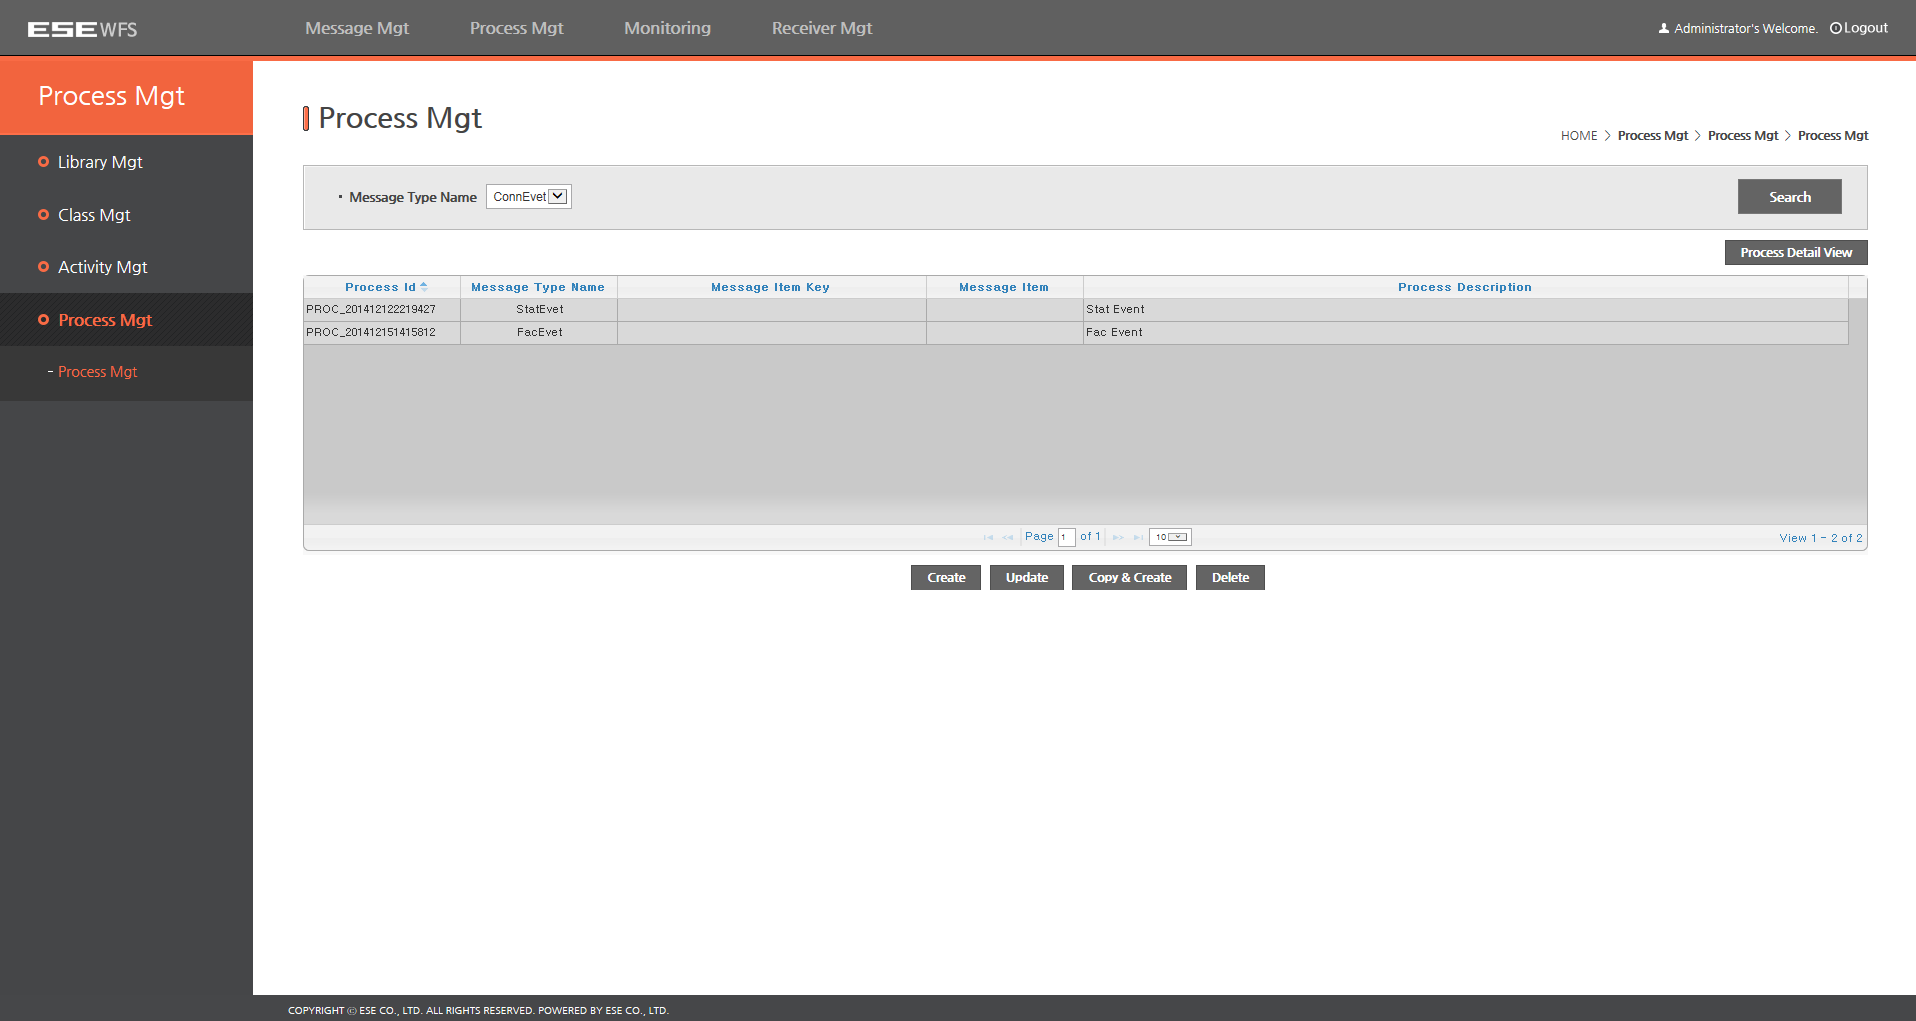 ESE WFS
Message Mgt Process Mgt Monitoring Receiver Mgt
Administrator's Welcome. Logout
Process Mgt
Library Mgt
Class Mgt
Activity Mgt
Process Mgt
- Process Mgt
Process Mgt
HOME > Process Mgt > Process Mgt > Process Mgt
· Message Type Name ConnEvet
Search
Process Detail View
Process Id Message Type Name Message Item Key Message Item Process Description
PROC_201412122219427 StatEvet Stat Event
PROC_201412151415812 FacEvet Fac Event
Page 1 of 1 10 View 1 - 2 of 2
Create Update Copy & Create Delete
COPYRIGHT ⓒ ESE CO., LTD. ALL RIGHTS RESERVED. POWERED BY ESE CO., LTD.